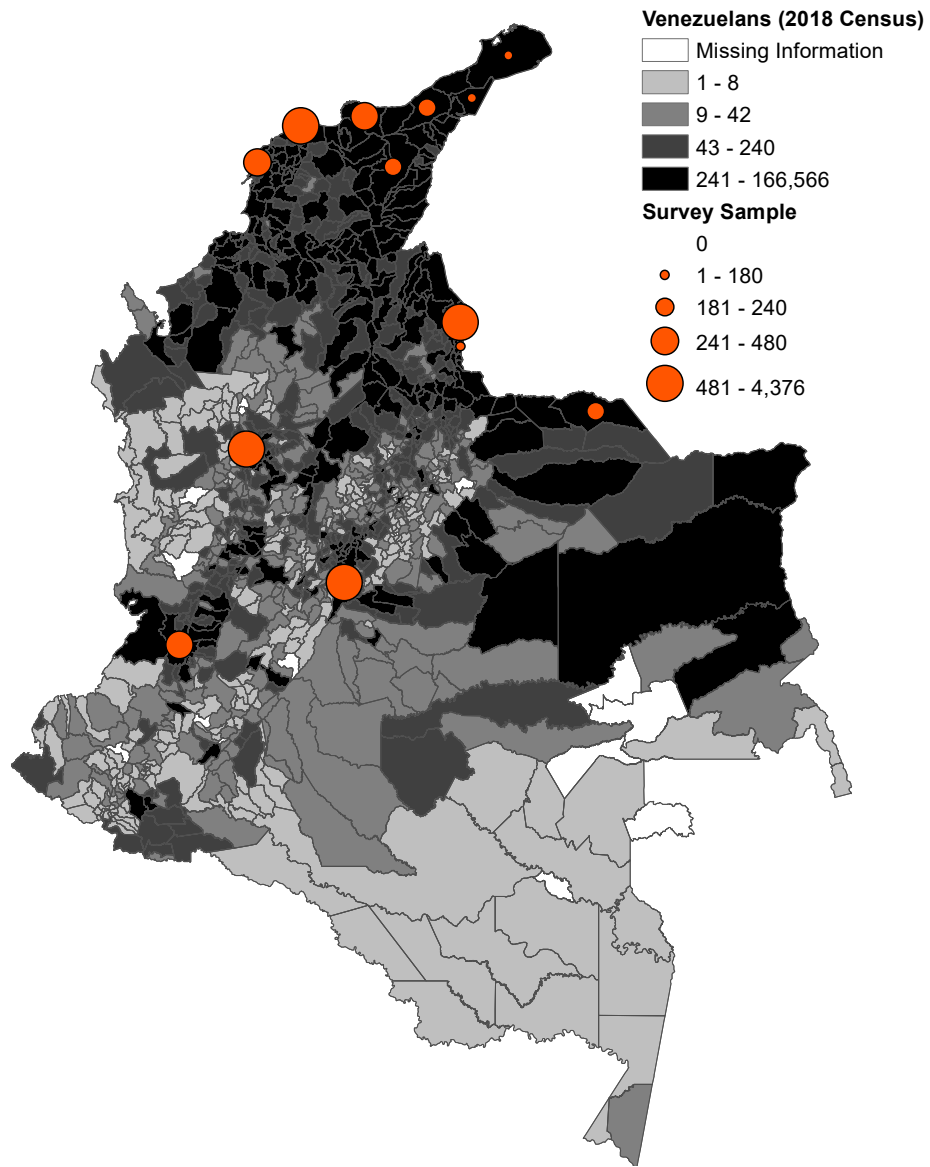 Venezuelans (2018 Census)
Missing Information
1 - 8
9 - 42
43 - 240
241 - 166,566
Survey Sample
0
1 - 180
181 - 240
241 - 480
481 - 4,376